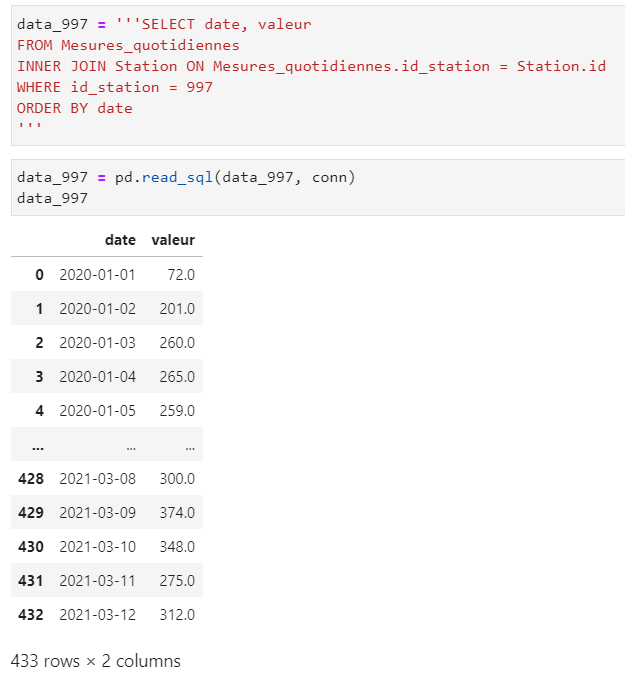 data_997 = '''SELECT date, valeur
FROM Mesures_quotidiennes
INNER JOIN Station ON Mesures_quotidiennes.id_station = Station.id
WHERE id_station = 997
ORDER BY date
'''
data_997 = pd.read_sql(data_997, conn)
data_997
date valeur
0 2020-01-01 72.0
1 2020-01-02 201.0
2 2020-01-03 260.0
3 2020-01-04 265.0
4 2020-01-05 259.0
... ... ...
428 2021-03-08 300.0
429 2021-03-09 374.0
430 2021-03-10 348.0
431 2021-03-11 275.0
432 2021-03-12 312.0
433 rows × 2 columns